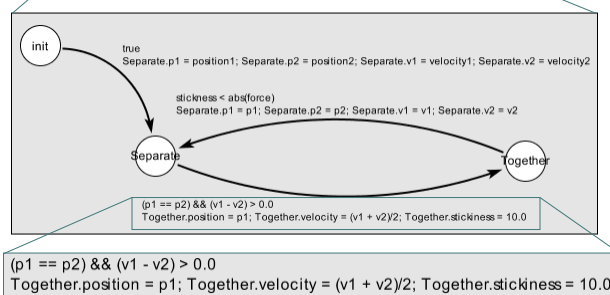 init
true
Separate.p1 = position1; Separate.p2 = position2; Separate.v1 = velocity1; Separate.v2 = velocity2
stickness < abs(force)
Separate.p1 = p1; Separate.p2 = p2; Separate.v1 = v1; Separate.v2 = v2
Separate
Together
(p1 == p2) && (v1 - v2) > 0.0
Together.position = p1; Together.velocity = (v1 + v2)/2; Together.stickiness = 10.0
(p1 == p2) && (v1 - v2) > 0.0
Together.position = p1; Together.velocity = (v1 + v2)/2; Together.stickiness = 10.0